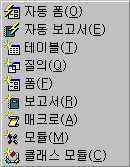 자동 폼(O)
자동 보고서(E)
테이블(T)
질의(Q)
폼(F)
보고서(R)
매크로(A)
모듈(M)
클래스 모듈(C)